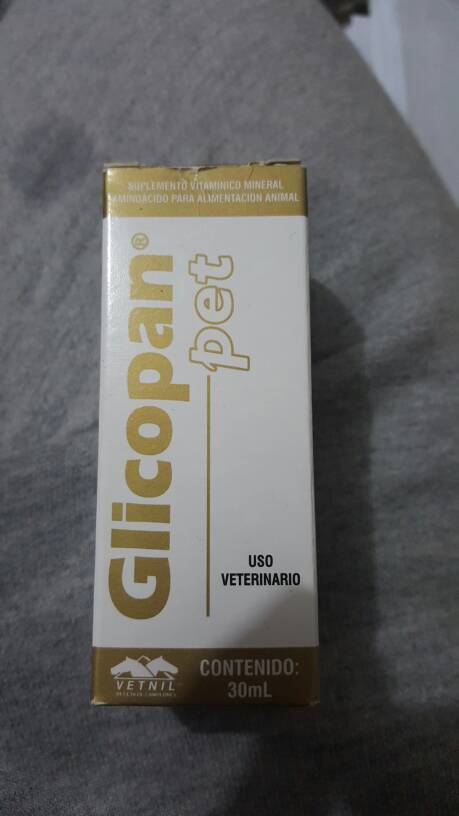 SUPLEMENTO VITAMINICO MINERAL
AMINOACIDO PARA ALIMENTACION ANIMAL
Glicopan®
pet
USO
VETERINARIO
VETNIL
CONTENIDO:
30mL